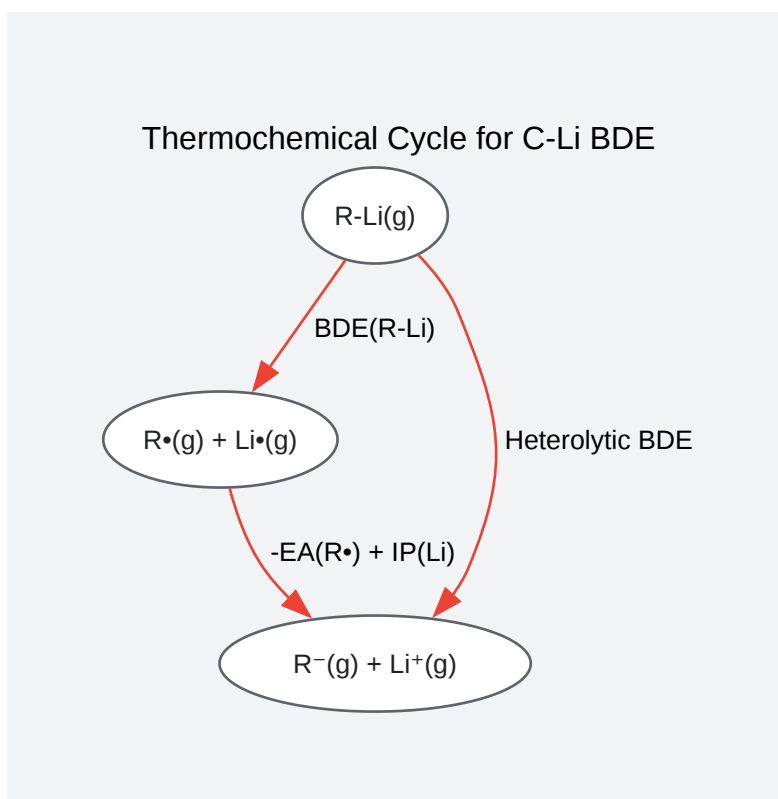 Thermochemical Cycle for C-Li BDE
R-Li(g)
BDE(R-Li)
R•(g) + Li•(g)
Heterolytic BDE
-EA(R•) + IP(Li)
R⁻(g) + Li⁺(g)